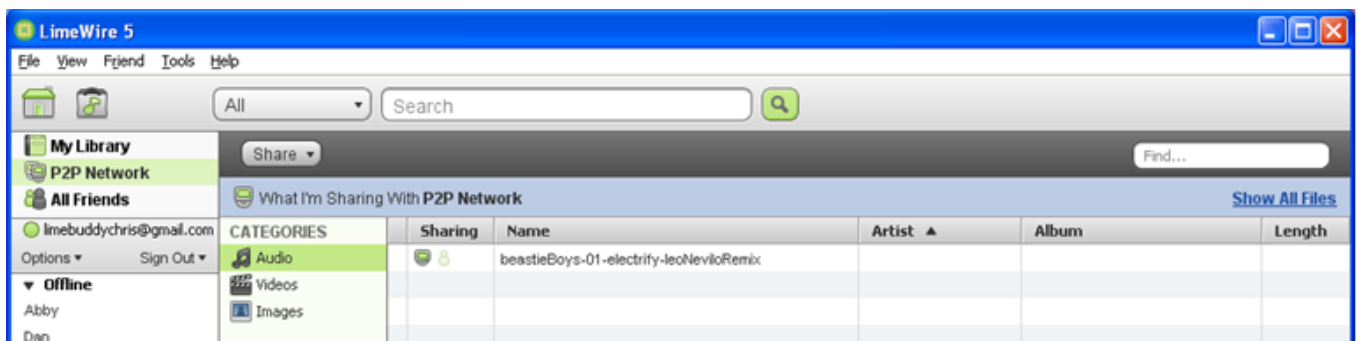 LimeWire 5
File View Friend Tools Help
All Search
My Library
P2P Network
All Friends
limebuddychris@gmail.com
Options Sign Out
Offline
Abby
Dan
Share Find...
What I'm Sharing With P2P Network Show All Files
CATEGORIES
Audio
Videos
Images
Sharing Name Artist Album Length
beastieBoys-01-electrify-leoNeviloRemix